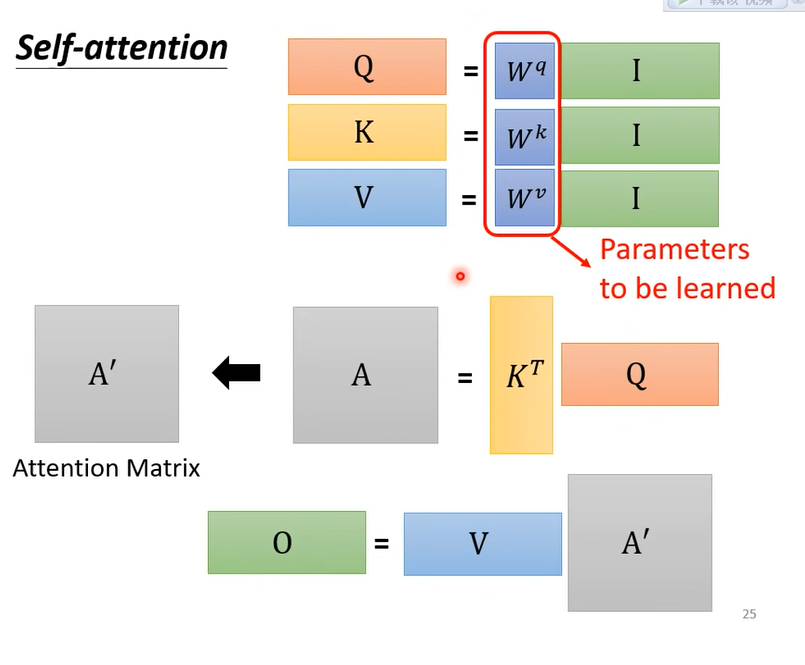 Self-attention
Q = W^q I
K = W^k I
V = W^v I
Parameters
to be learned
A′ A = K^T Q
Attention Matrix
O = V A′
25